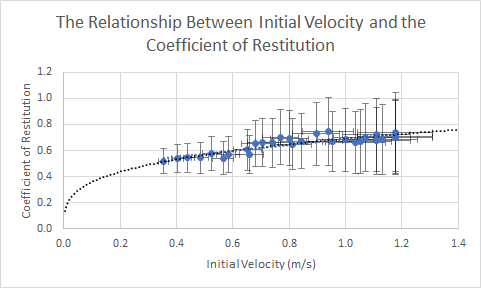 The Relationship Between Initial Velocity and the
Coefficient of Restitution
Coefficient of Restitution
1.2
1.0
0.8
0.6
0.4
0.2
0.0
0.0 0.2 0.4 0.6 0.8 1.0 1.2 1.4
Initial Velocity (m/s)